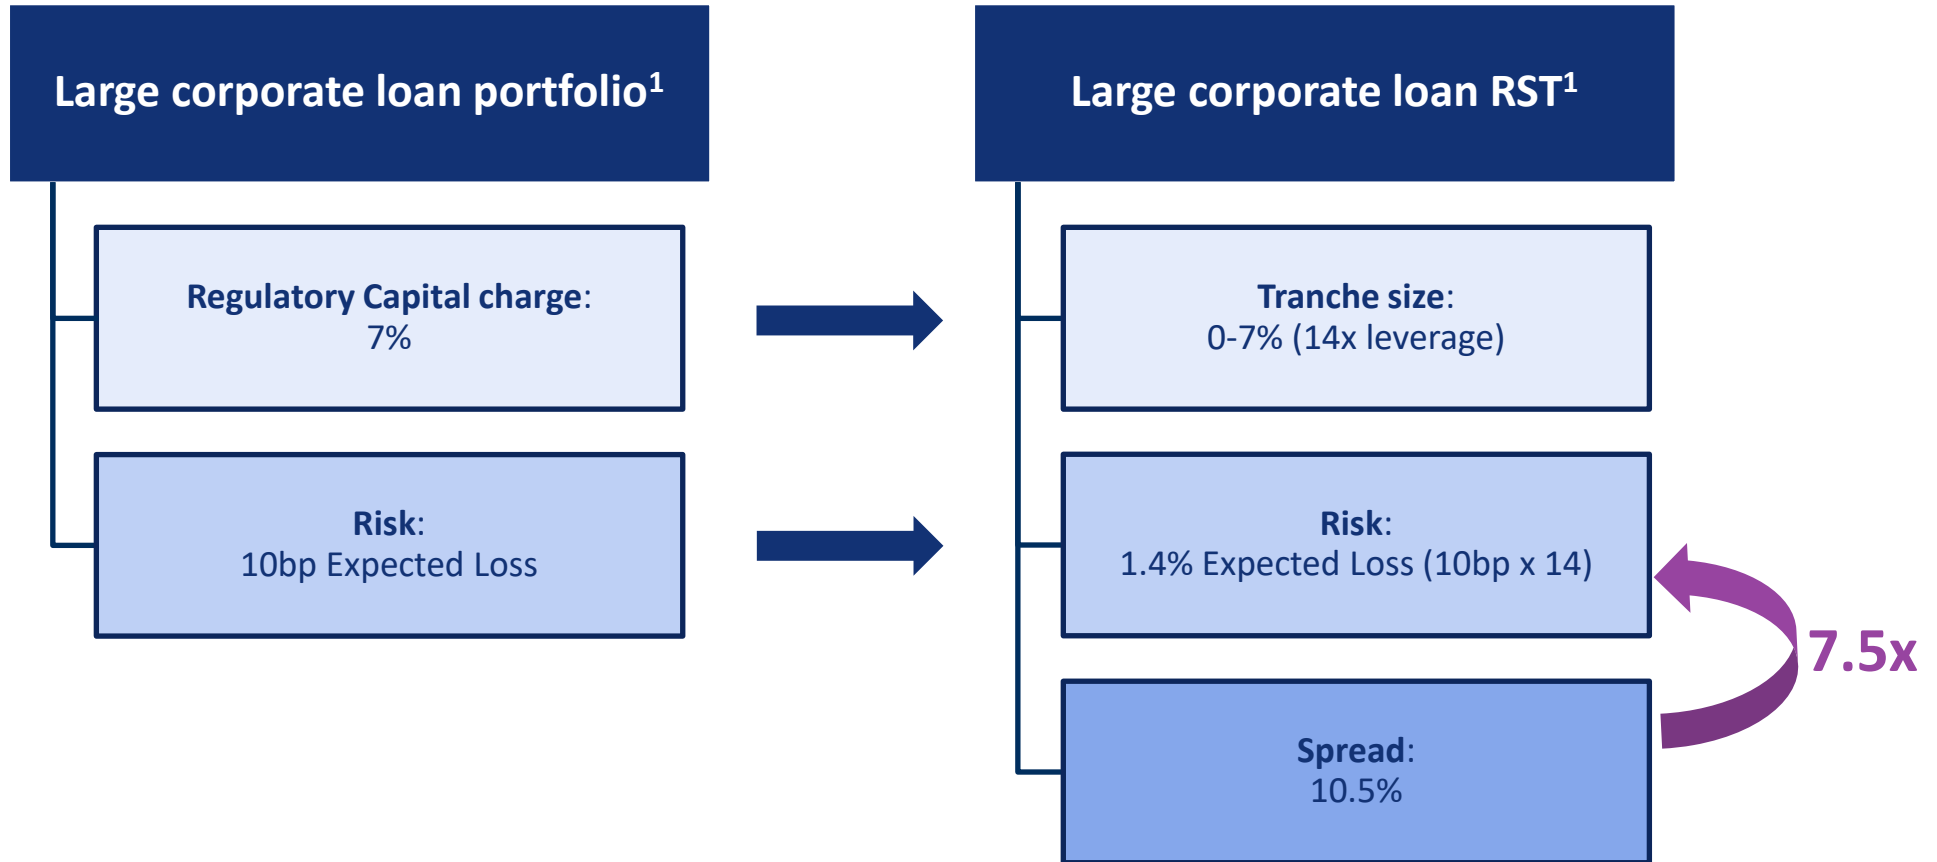 Large corporate loan portfolio¹
Large corporate loan RST¹
Regulatory Capital charge:
7%
Tranche size:
0-7% (14x leverage)
Risk:
10bp Expected Loss
Risk:
1.4% Expected Loss (10bp x 14)
7.5x
Spread:
10.5%